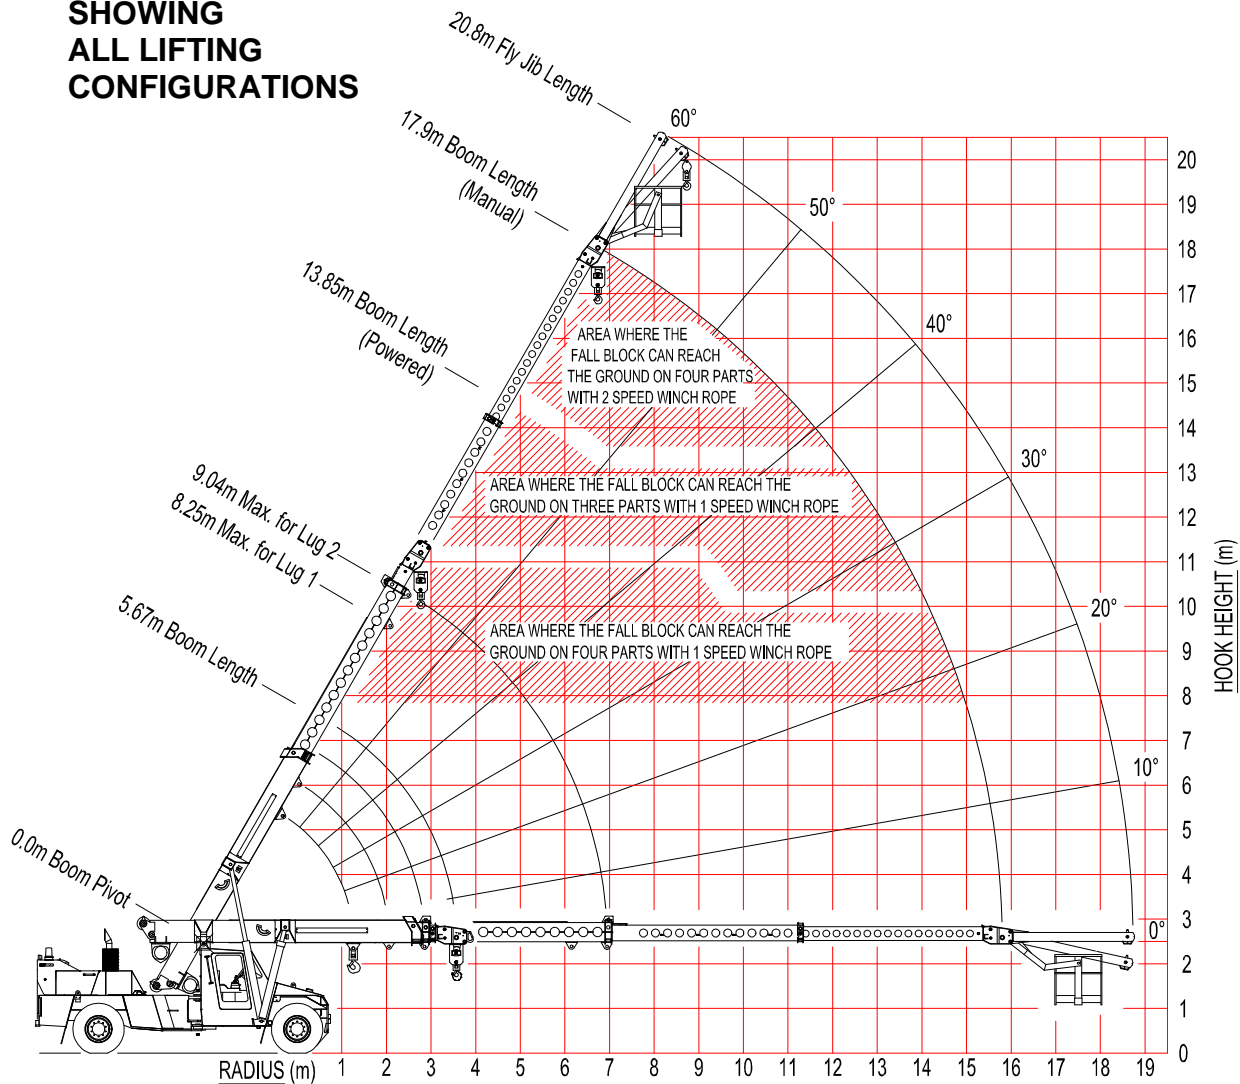 SHOWING
ALL LIFTING
CONFIGURATIONS
20.8m Fly Jib Length
17.9m Boom Length
(Manual)
13.85m Boom Length
(Powered)
9.04m Max. for Lug 2
8.25m Max. for Lug 1
5.67m Boom Length
0.0m Boom Pivot
60°
50°
40°
30°
20°
10°
0°
AREA WHERE THE
FALL BLOCK CAN REACH
THE GROUND ON FOUR PARTS
WITH 2 SPEED WINCH ROPE
AREA WHERE THE FALL BLOCK CAN REACH THE
GROUND ON THREE PARTS WITH 1 SPEED WINCH ROPE
AREA WHERE THE FALL BLOCK CAN REACH THE
GROUND ON FOUR PARTS WITH 1 SPEED WINCH ROPE
20
19
18
17
16
15
14
13
12
11
10
9
8
7
6
5
4
3
2
1
0
HOOK HEIGHT (m)
RADIUS (m)
1 2 3 4 5 6 7 8 9 10 11 12 13 14 15 16 17 18 19